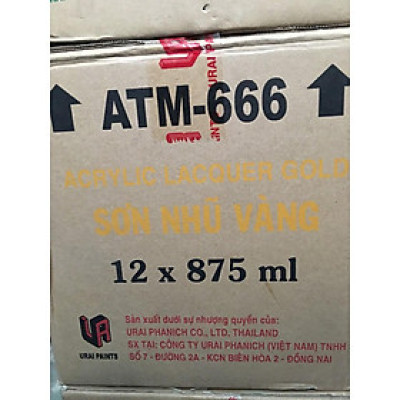 ATM-666
ACRYLIC LACQUER GOLD
SƠN NHŨ VÀNG
12 x 875 ml
Sản xuất dưới sự nhượng quyền của:
URAI PHANICH CO., LTD. THAILAND
SX TẠI: CÔNG TY URAI PHANICH (VIỆT NAM) TNHH
SỐ 7 - ĐƯỜNG 2A - KCN BIÊN HÒA 2 - ĐỒNG NAI
URAI PAINTS